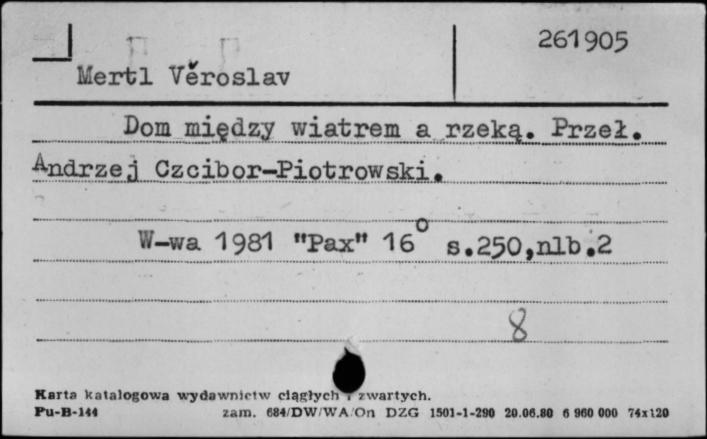 261905
Mertl Věroslav
Dom między wiatrem a rzeką. Przeł.
Andrzej Czcibor-Piotrowski.
W-wa 1981 "Pax" 16° s.250,nlb.2
8
Karta katalogowa wydawnictw ciągłych i zwartych.
Pu-B-144 zam. 684/DW/WA/On DZG 1501-1-290 20.06.80 6 960 000 74x120